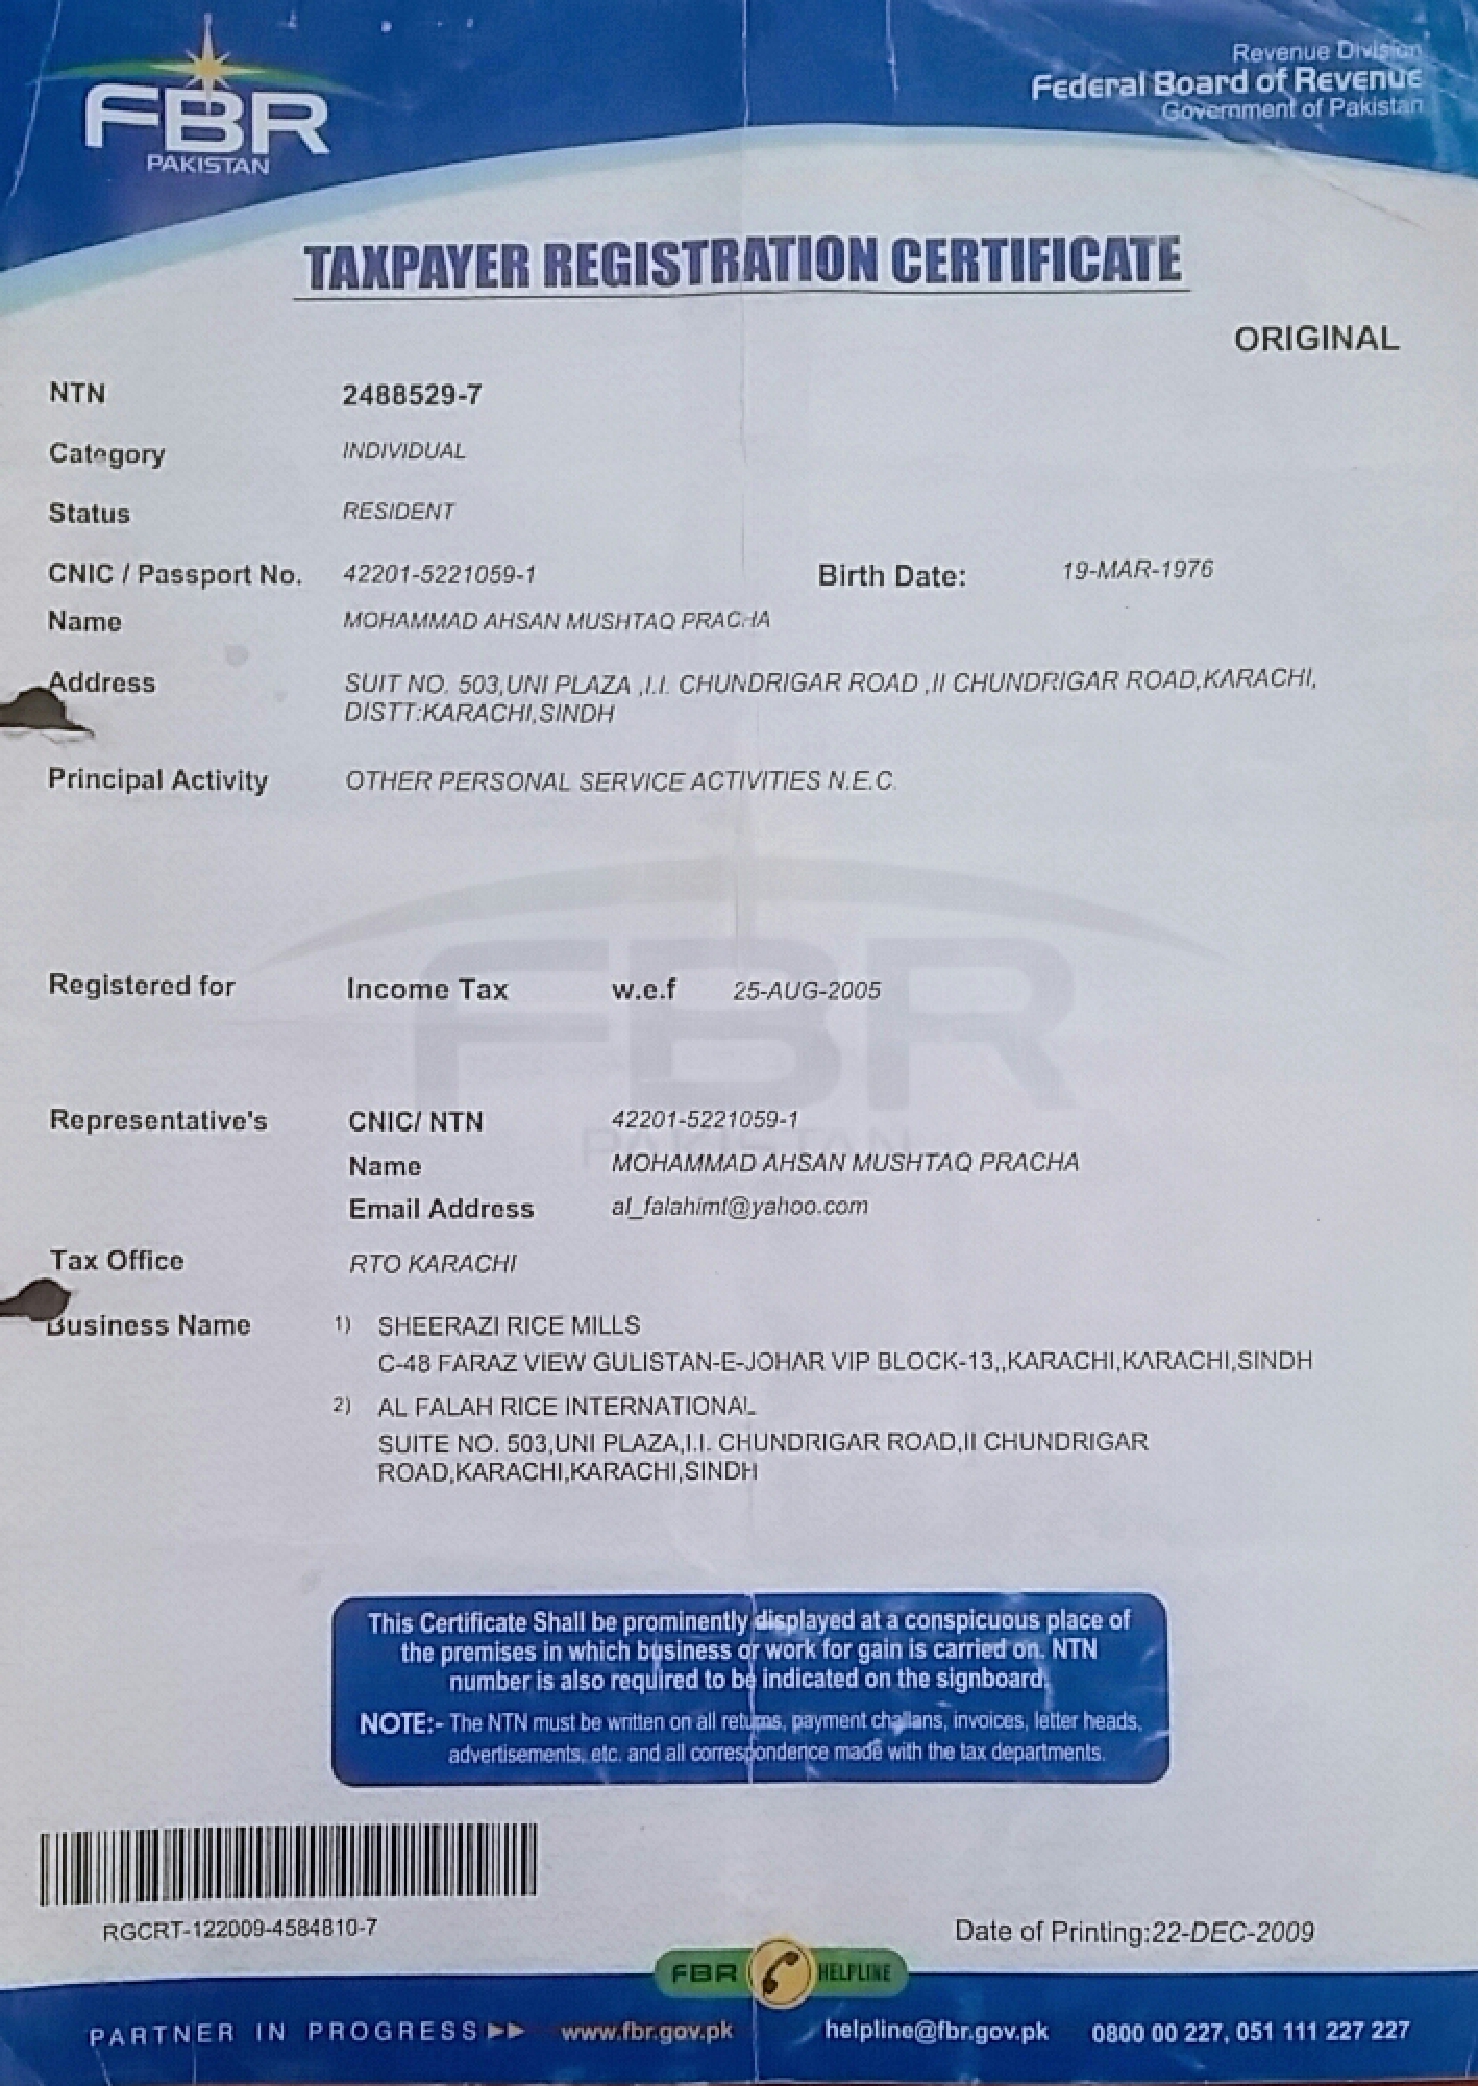 FBR
PAKISTAN
Revenue Division
Federal Board of Revenue
Government of Pakistan
TAXPAYER REGISTRATION CERTIFICATE
ORIGINAL
NTN 2488529-7
Category INDIVIDUAL
Status RESIDENT
CNIC / Passport No. 42201-5221059-1 Birth Date: 19-MAR-1976
Name MOHAMMAD AHSAN MUSHTAQ PRACHA
Address SUIT NO. 503,UNI PLAZA ,I.I. CHUNDRIGAR ROAD ,II CHUNDRIGAR ROAD,KARACHI,
DISTT:KARACHI,SINDH
Principal Activity OTHER PERSONAL SERVICE ACTIVITIES N.E.C.
FBR
PAKISTAN
Registered for Income Tax w.e.f 25-AUG-2005
Representative's CNIC/ NTN 42201-5221059-1
Name MOHAMMAD AHSAN MUSHTAQ PRACHA
Email Address al_falahimt@yahoo.com
Tax Office RTO KARACHI
Business Name 1) SHEERAZI RICE MILLS
C-48 FARAZ VIEW GULISTAN-E-JOHAR VIP BLOCK-13,,KARACHI,KARACHI,SINDH
2) AL FALAH RICE INTERNATIONAL
SUITE NO. 503,UNI PLAZA,I.I. CHUNDRIGAR ROAD,II CHUNDRIGAR
ROAD,KARACHI,KARACHI,SINDH
This Certificate Shall be prominently displayed at a conspicuous place of
the premises in which business or work for gain is carried on. NTN
number is also required to be indicated on the signboard.
NOTE:- The NTN must be written on all returns, payment challans, invoices, letter heads,
advertisements, etc. and all correspondence made with the tax departments.
RGCRT-122009-4584810-7
Date of Printing:22-DEC-2009
FBR HELPLINE
PARTNER IN PROGRESS www.fbr.gov.pk helpline@fbr.gov.pk 0800 00 227, 051 111 227 227